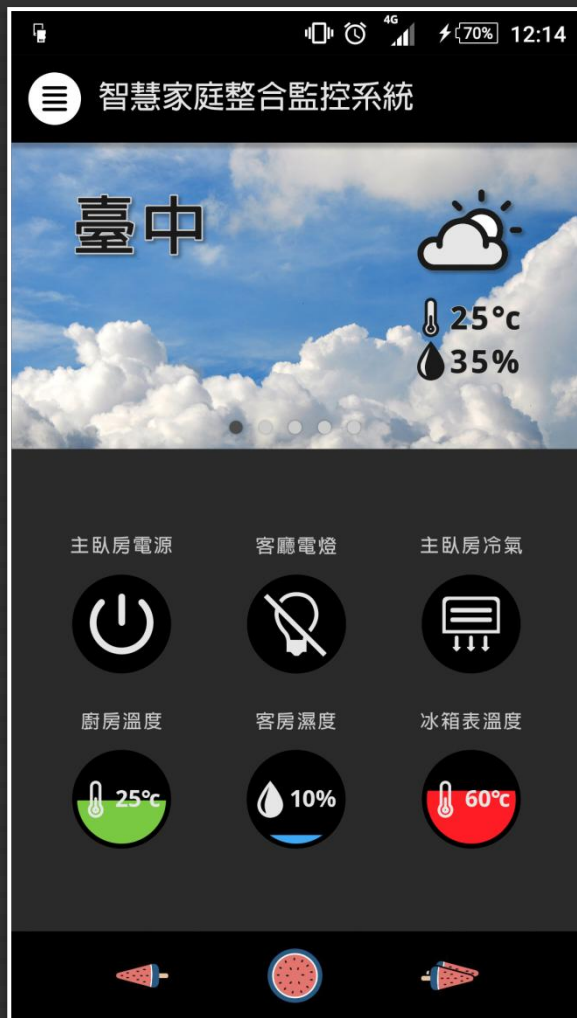 4G
70%
12:14
智慧家庭整合監控系統
臺中
25°c
35%
主臥房電源
客廳電燈
主臥房冷氣
廚房溫度
客房濕度
冰箱表溫度
25°c
10%
60°c